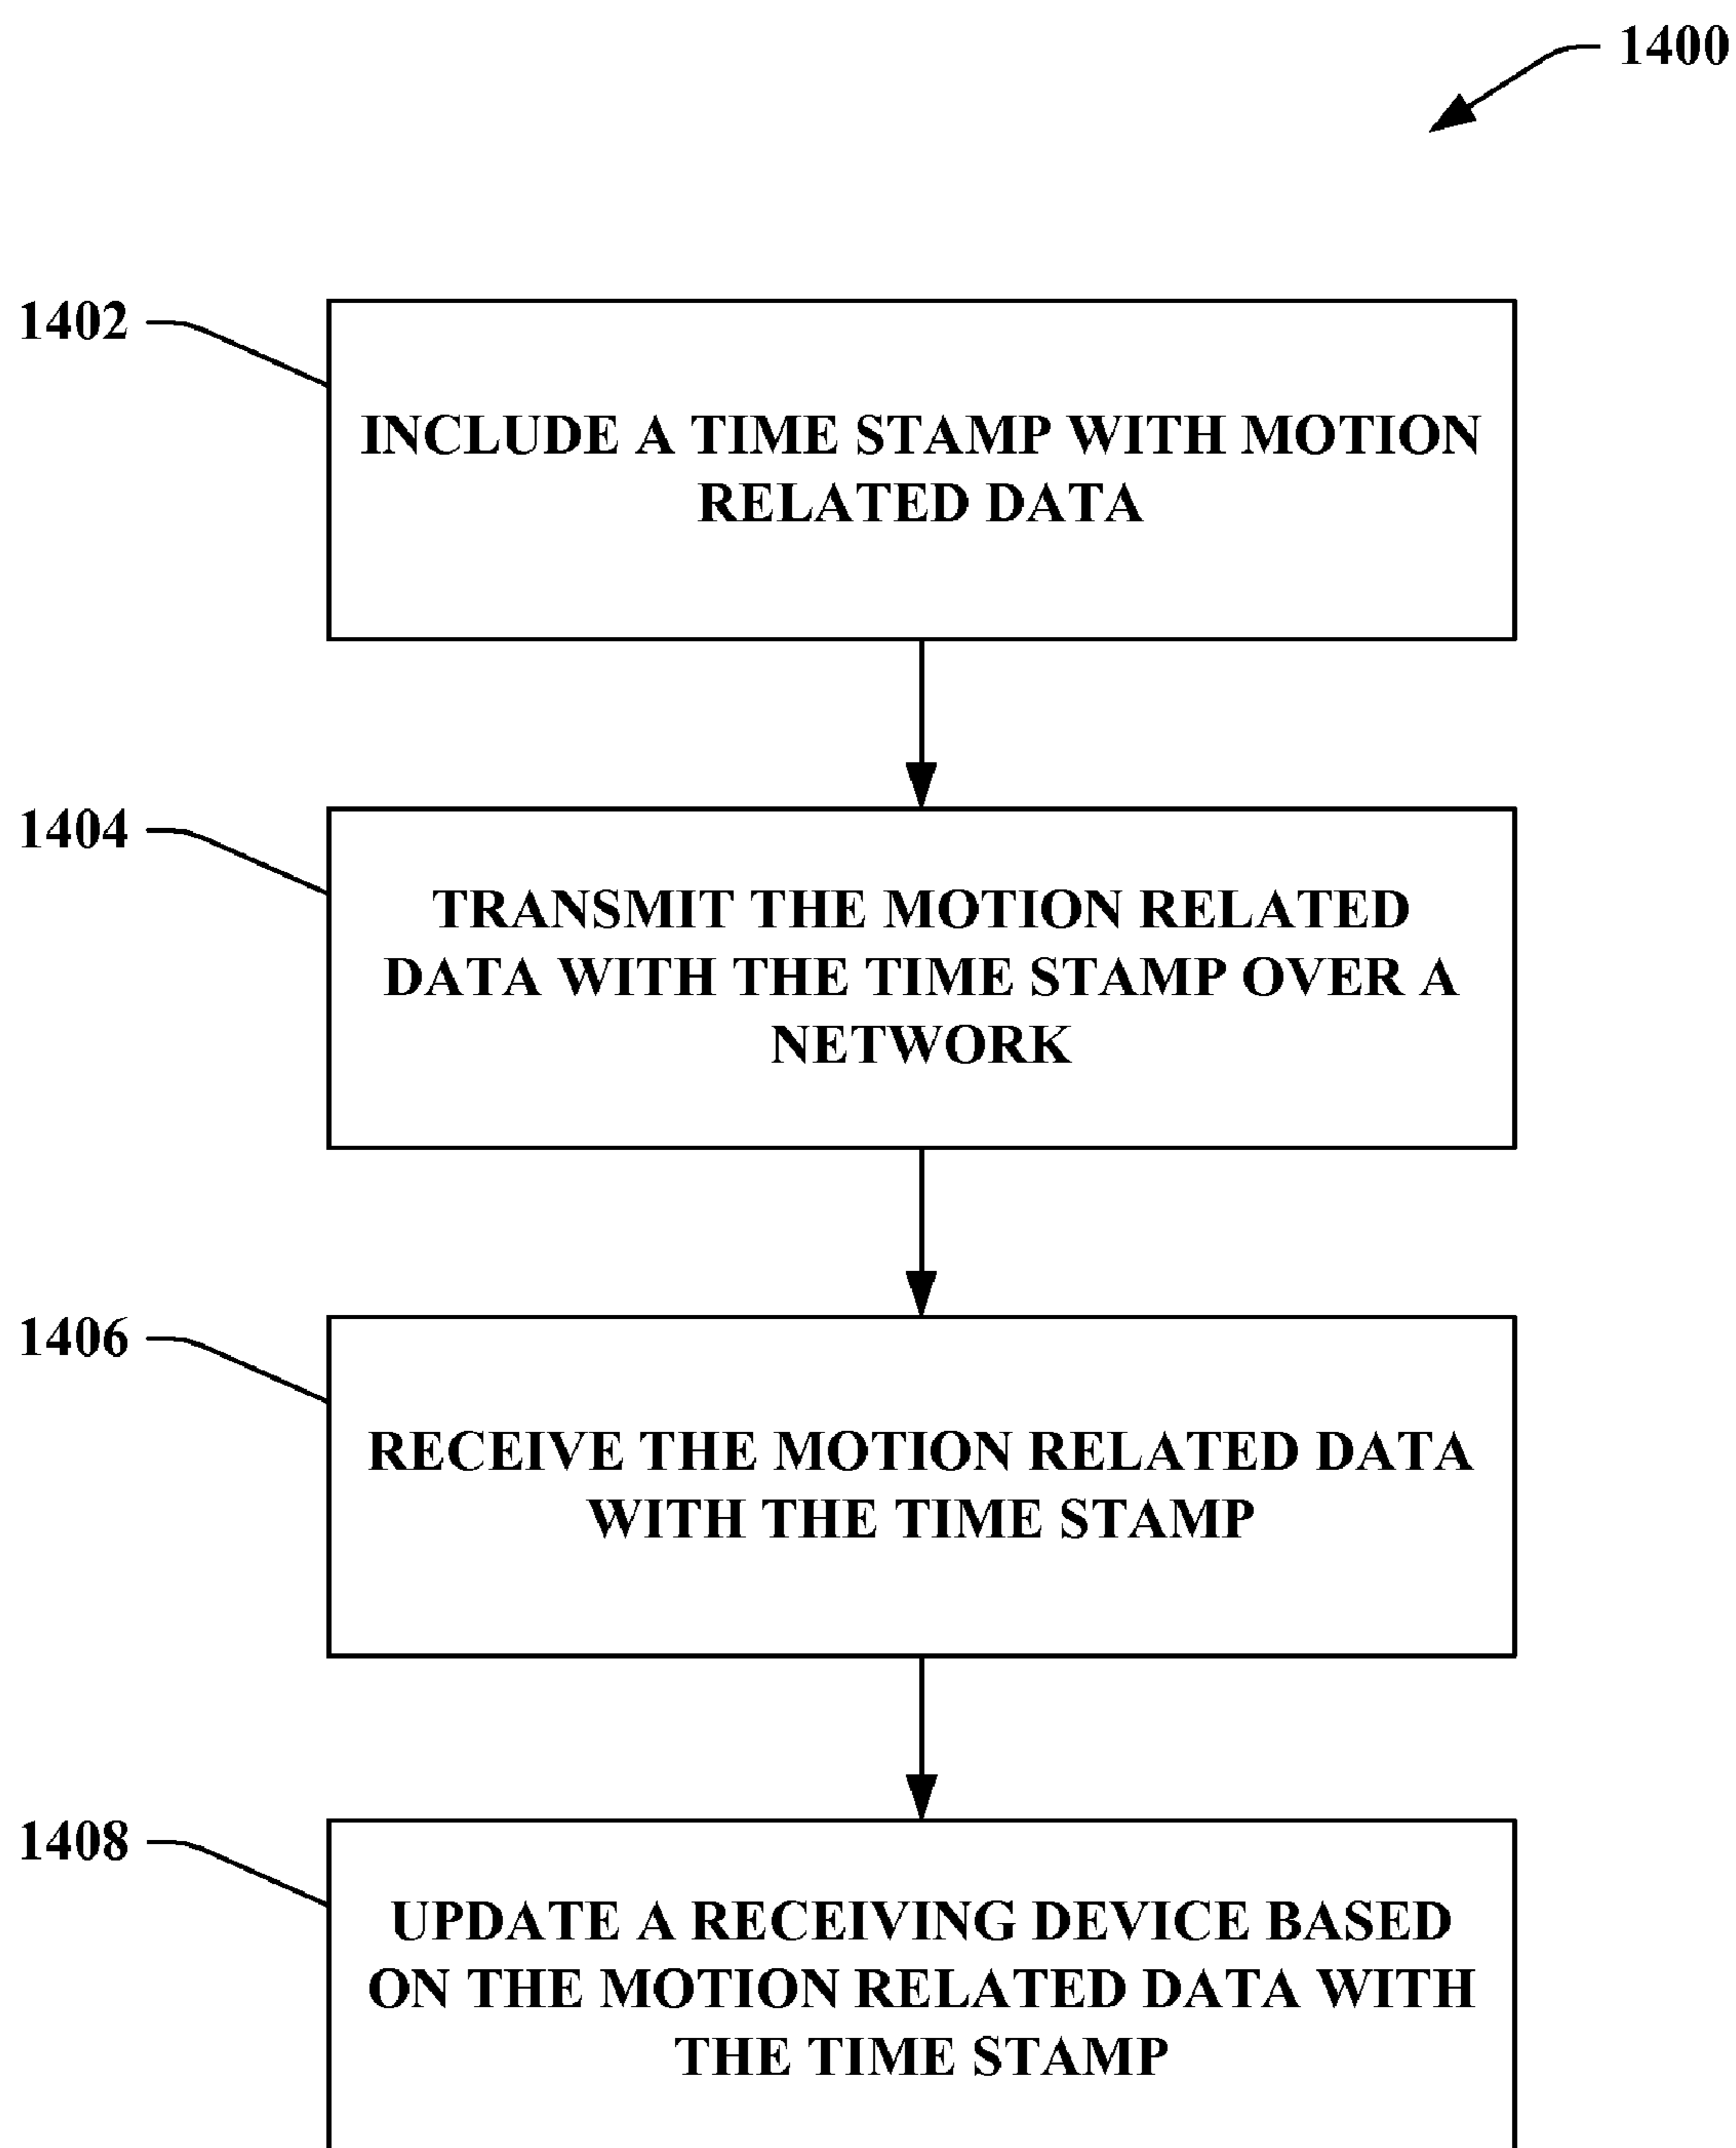 1400
1402
INCLUDE A TIME STAMP WITH MOTION
RELATED DATA
1404
TRANSMIT THE MOTION RELATED
DATA WITH THE TIME STAMP OVER A
NETWORK
1406
RECEIVE THE MOTION RELATED DATA
WITH THE TIME STAMP
1408
UPDATE A RECEIVING DEVICE BASED
ON THE MOTION RELATED DATA WITH
THE TIME STAMP